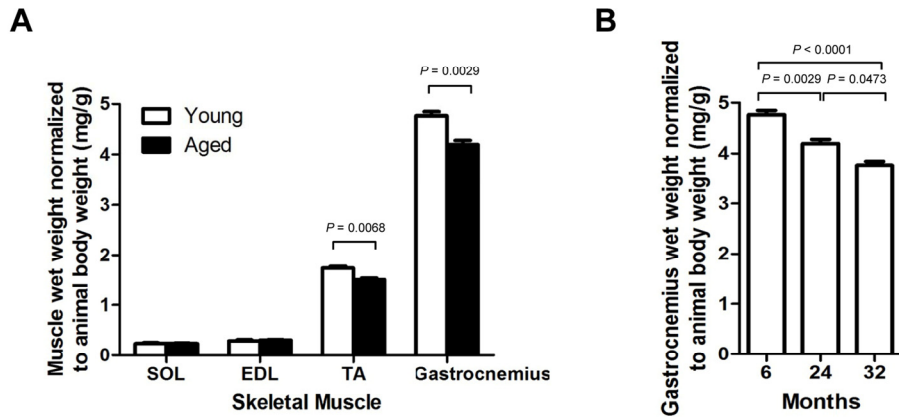 A
Muscle wet weight normalized
to animal body weight (mg/g)
5
4
3
2
1
0
Young
Aged
P = 0.0068
P = 0.0029
SOL EDL TA Gastrocnemius
Skeletal Muscle
B
Gastrocnemius wet weight normalized
to animal body weight (mg/g)
5
4
3
2
1
0
P < 0.0001
P = 0.0029 P = 0.0473
6 24 32
Months